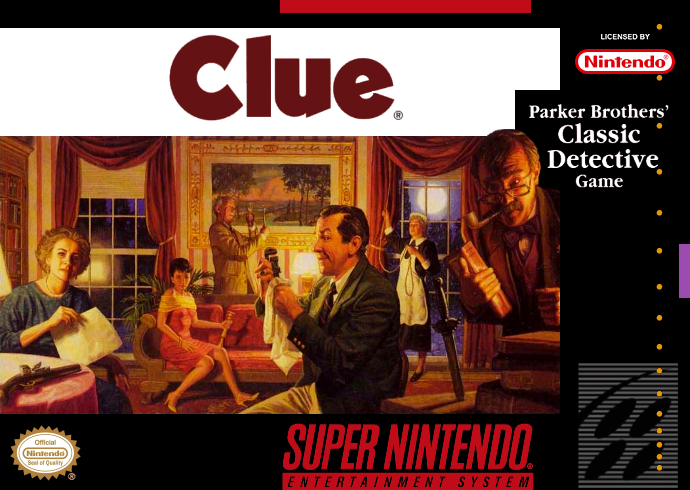 Clue®
LICENSED BY
Nintendo®
Parker Brothers'
Classic
Detective
Game
Official
Nintendo
Seal of Quality
®
SUPER NINTENDO®
ENTERTAINMENT SYSTEM